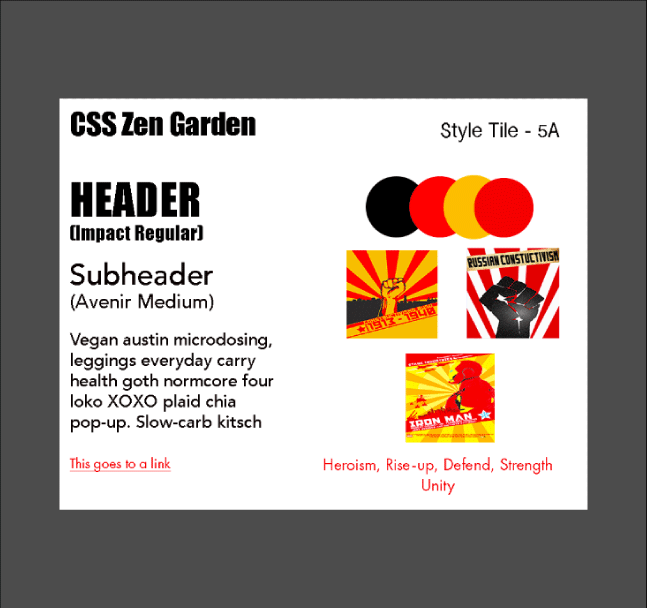 CSS Zen Garden
Style Tile - 5A
HEADER
(Impact Regular)
Subheader
(Avenir Medium)
Vegan austin microdosing,
leggings everyday carry
health goth normcore four
loko XOXO plaid chia
pop-up. Slow-carb kitsch
This goes to a link
RUSSIAN CONSTUCTIVISM
1913 - 1940
IRON MAN
Heroism, Rise-up, Defend, Strength
Unity